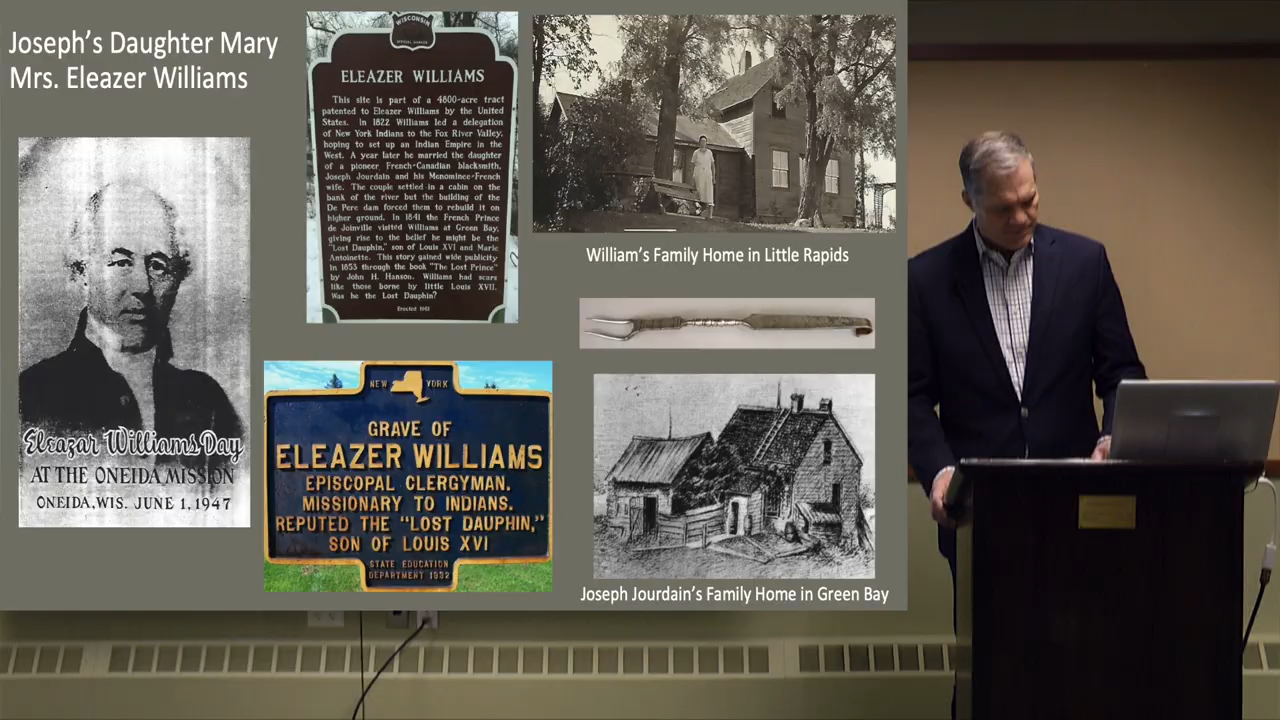 Joseph's Daughter Mary
Mrs. Eleazer Williams
WISCONSIN
ELEAZER WILLIAMS
This site is part of a 4800-acre tract
patented to Eleazer Williams by the United
States. In 1822 Williams led a delegation
of New York Indians to the Fox River Valley,
hoping to set up an Indian Empire in the
West. A year later he married the daughter
of a pioneer French-Canadian blacksmith,
Joseph Jourdain and his Menominee-French
wife. The couple settled in a cabin on the
bank of the river but the building of the
De Pere dam forced them to rebuild it on
higher ground. In 1841 the French Prince
de Joinville visited Williams at Green Bay,
giving rise to the belief he might be the
"Lost Dauphin," son of Louis XVI and Marie
Antoinette. This story gained wide publicity
in 1853 through the book "The Lost Prince"
by John H. Hanson. Williams had scars
like those borne by little Louis XVII.
Was he the Lost Dauphin?
Erected
William's Family Home in Little Rapids
Eleazar Williams Day
AT THE ONEIDA MISSION
ONEIDA, WIS. JUNE 1, 1947
NEW YORK
GRAVE OF
ELEAZER WILLIAMS
EPISCOPAL CLERGYMAN.
MISSIONARY TO INDIANS.
REPUTED THE "LOST DAUPHIN,"
SON OF LOUIS XVI
STATE EDUCATION
DEPARTMENT 1932
Joseph Jourdain's Family Home in Green Bay